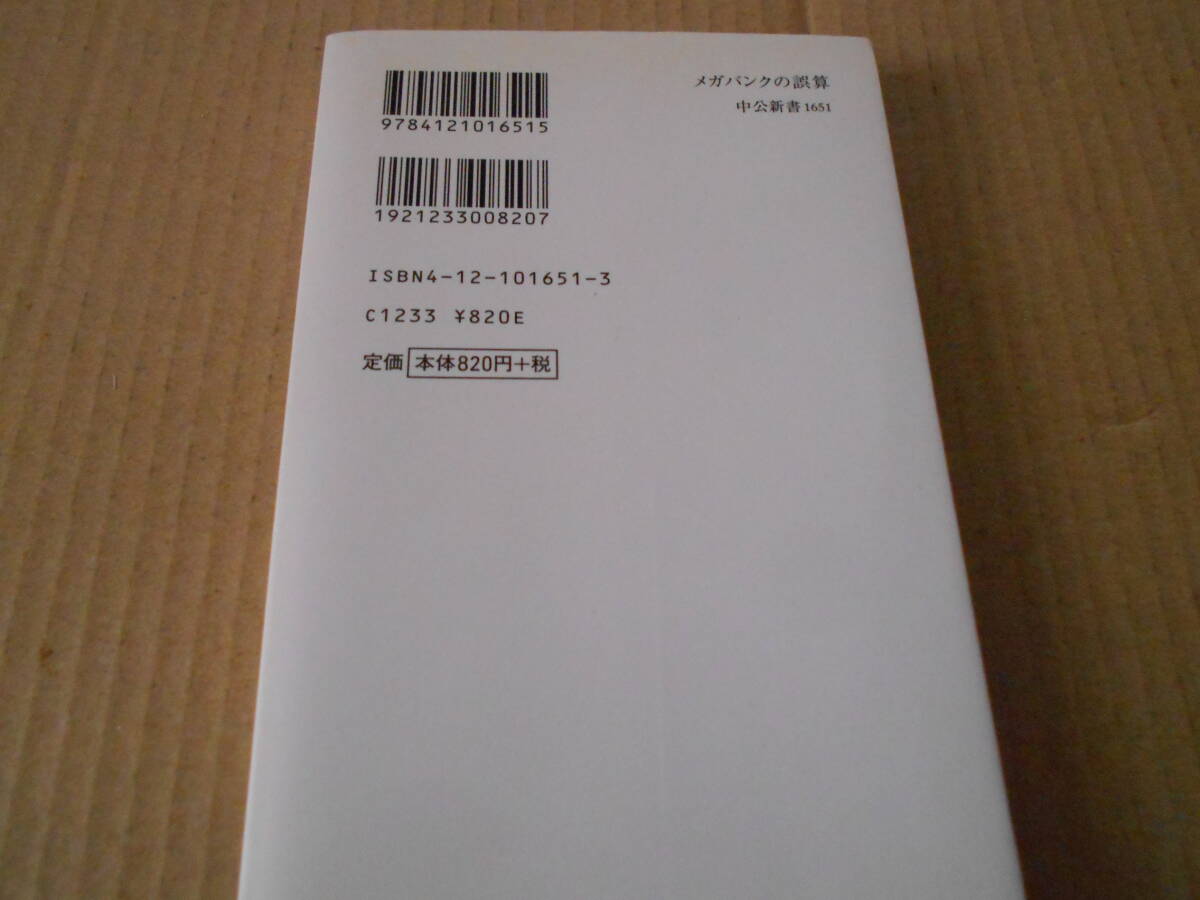 9784121016515
1921233008207
ISBN4-12-101651-3
C1233 ¥820E
定価 本体820円+税
メガバンクの誤算
中公新書 1651